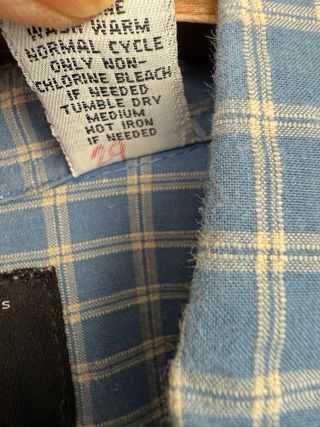 WASH WARM
NORMAL CYCLE
ONLY NON-
CHLORINE BLEACH
IF NEEDED
TUMBLE DRY
MEDIUM
HOT IRON
IF NEEDED
29
S